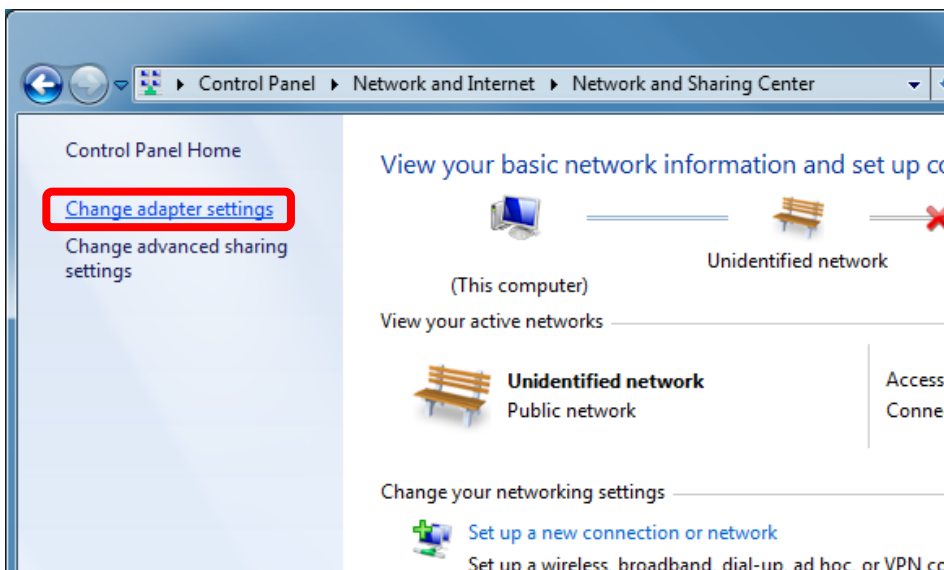 Control Panel ▸ Network and Internet ▸ Network and Sharing Center
Control Panel Home
Change adapter settings
Change advanced sharing
settings
View your basic network information and set up
(This computer)
Unidentified network
View your active networks
Unidentified network
Public network
Access
Conne
Change your networking settings
Set up a new connection or network
Set up a wireless, broadband, dial-up, ad hoc, or VPN